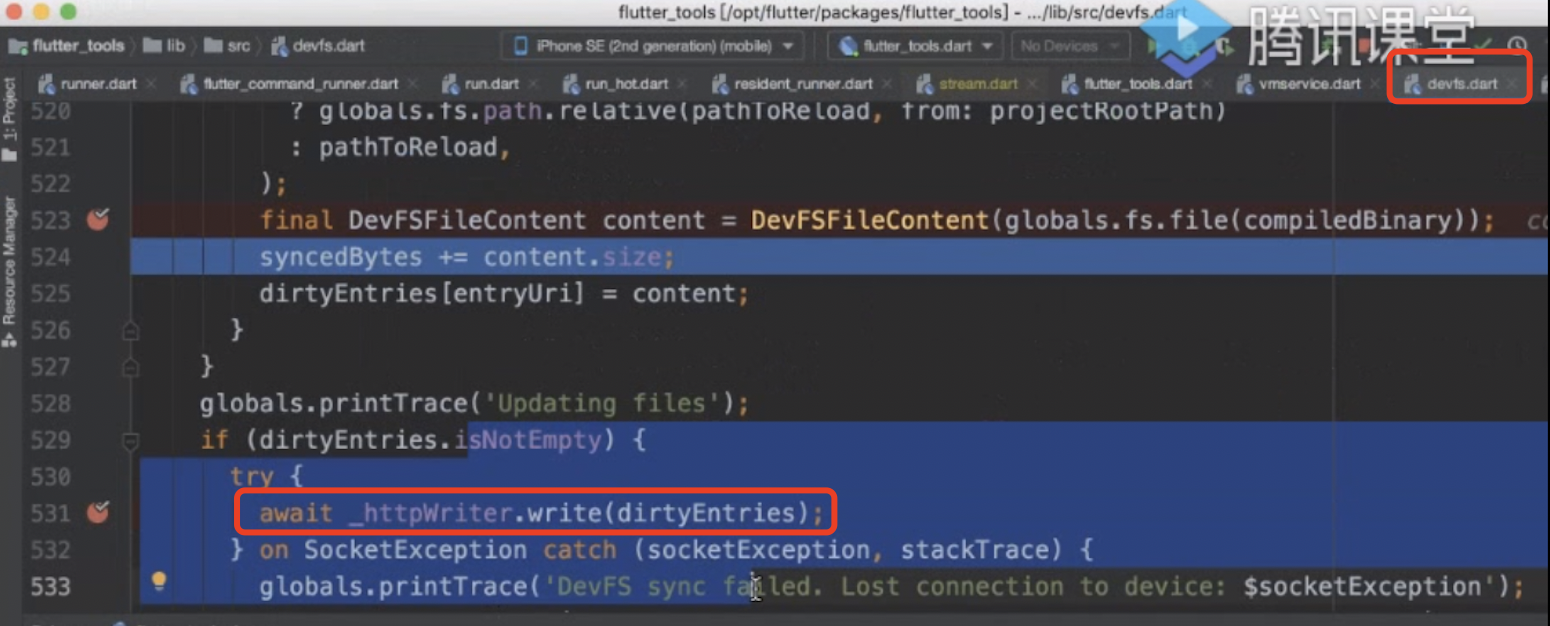 flutter_tools [/opt/flutter/packages/flutter_tools] - .../lib/src/devfs.dart
腾讯课堂
flutter_tools lib src devfs.dart iPhone SE (2nd generation) (mobile) flutter_tools.dart No Devices
runner.dart flutter_command_runner.dart run.dart run_hot.dart resident_runner.dart stream.dart flutter_tools.dart vmservice.dart devfs.dart
1: Project
Resource Manager
520 ? globals.fs.path.relative(pathToReload, from: projectRootPath)
521 : pathToReload,
522 );
523 final DevFSFileContent content = DevFSFileContent(globals.fs.file(compiledBinary)); co
524 syncedBytes += content.size;
525 dirtyEntries[entryUri] = content;
526 }
527 }
528 globals.printTrace('Updating files');
529 if (dirtyEntries.isNotEmpty) {
530 try {
531 await _httpWriter.write(dirtyEntries);
532 } on SocketException catch (socketException, stackTrace) {
533 globals.printTrace('DevFS sync failed. Lost connection to device: $socketException');